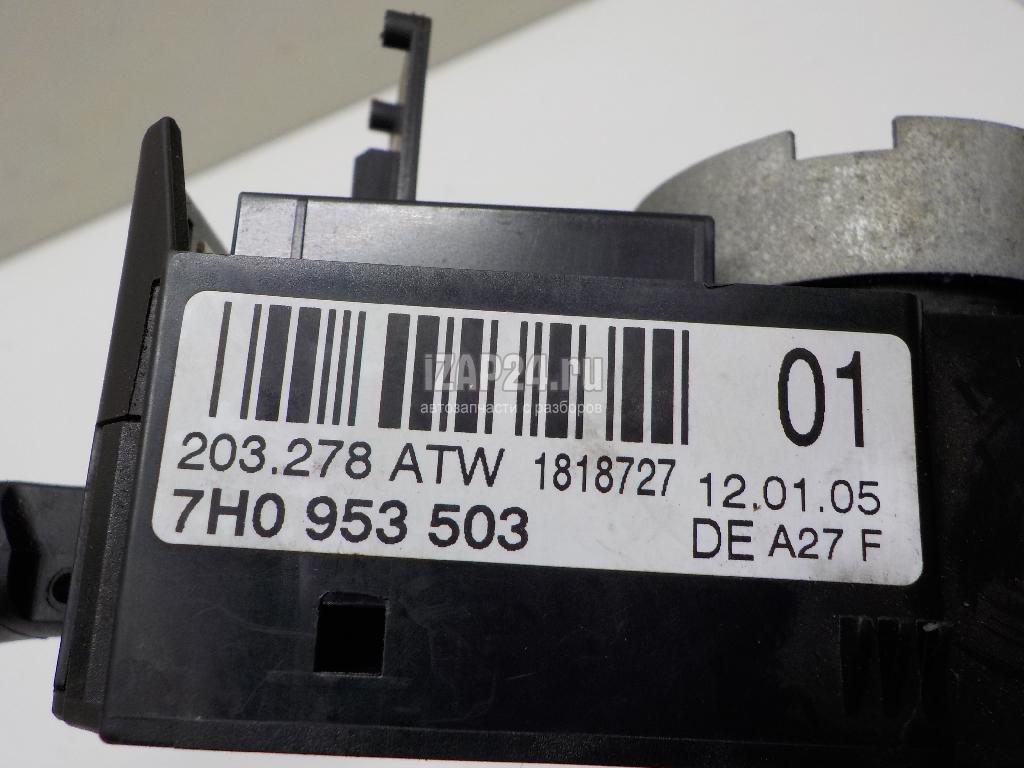 01
iZAP24.ru
автозапчасти с разборов
203.278 ATW 1818727 12.01.05
7H0 953 503 DE A27 F